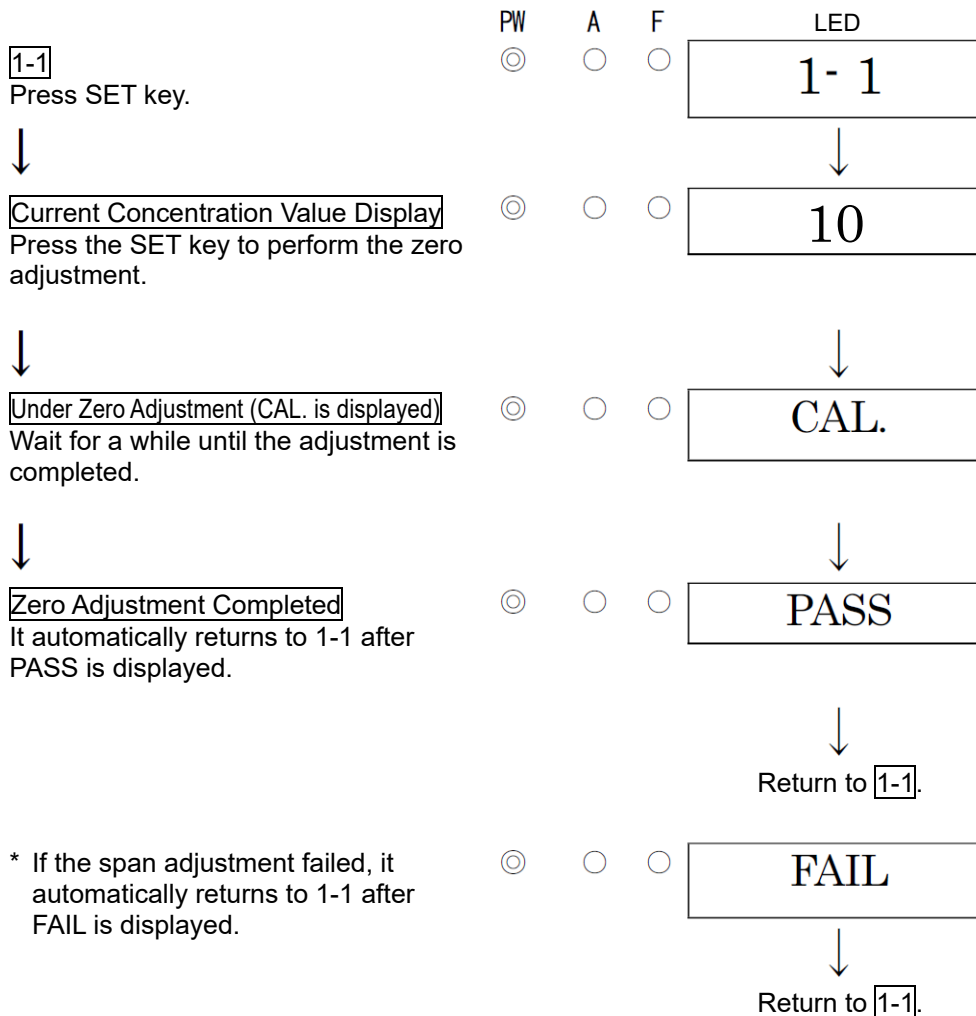 PW A F LED
1-1
Press SET key.
1- 1
↓ ↓
Current Concentration Value Display
Press the SET key to perform the zero
adjustment.
10
↓ ↓
Under Zero Adjustment (CAL. is displayed)
Wait for a while until the adjustment is
completed.
CAL.
↓ ↓
Zero Adjustment Completed
It automatically returns to 1-1 after
PASS is displayed.
PASS
↓
Return to 1-1.
* If the span adjustment failed, it
automatically returns to 1-1 after
FAIL is displayed.
FAIL
↓
Return to 1-1.